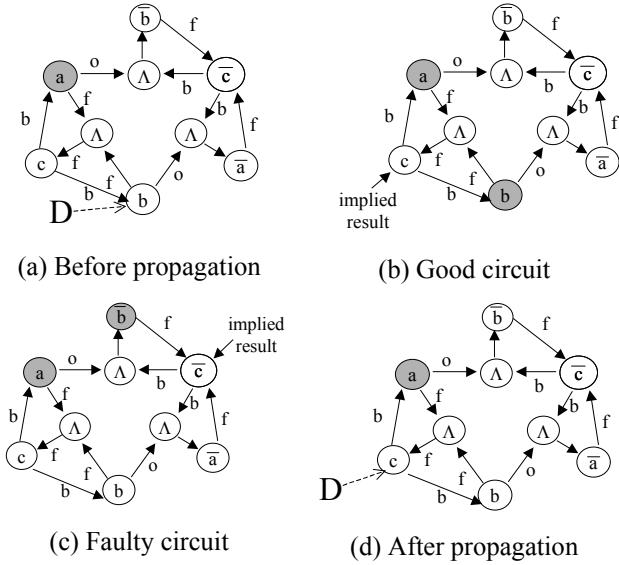 b̅
f
a
o
Λ
c̅
b
b
f
b
Λ
Λ
f
c
f
f
a̅
b
b
o
D
(a) Before propagation
b̅
f
a
o
Λ
c̅
b
b
f
b
Λ
Λ
f
c
f
f
a̅
b
b
o
implied
result
(b) Good circuit
b̅
f
implied
result
a
o
Λ
c̅
b
b
f
b
Λ
Λ
f
c
f
f
a̅
b
b
o
(c) Faulty circuit
b̅
f
a
o
Λ
c̅
b
b
f
b
Λ
Λ
f
c
f
f
a̅
D
b
b
o
(d) After propagation